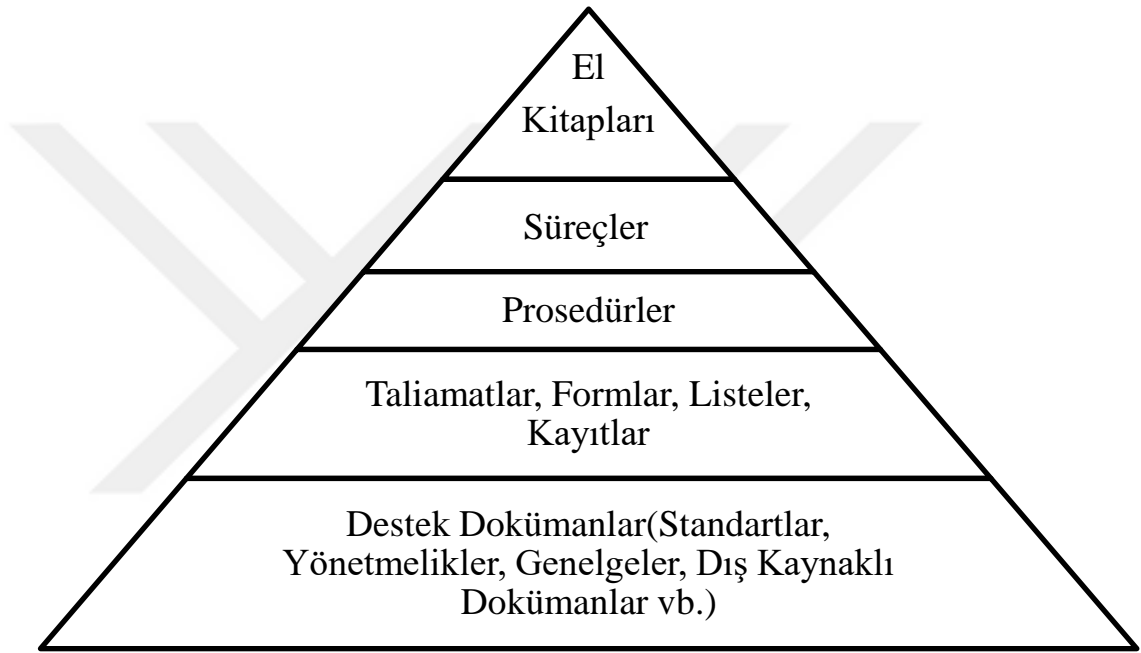 El
Kitapları
Süreçler
Prosedürler
Taliamatlar, Formlar, Listeler,
Kayıtlar
Destek Dokümanlar(Standartlar,
Yönetmelikler, Genelgeler, Dış Kaynaklı
Dokümanlar vb.)